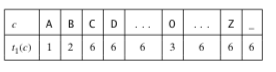 c A B C D ... O ... Z _
t₁(c) 1 2 6 6 6 3 6 6 6